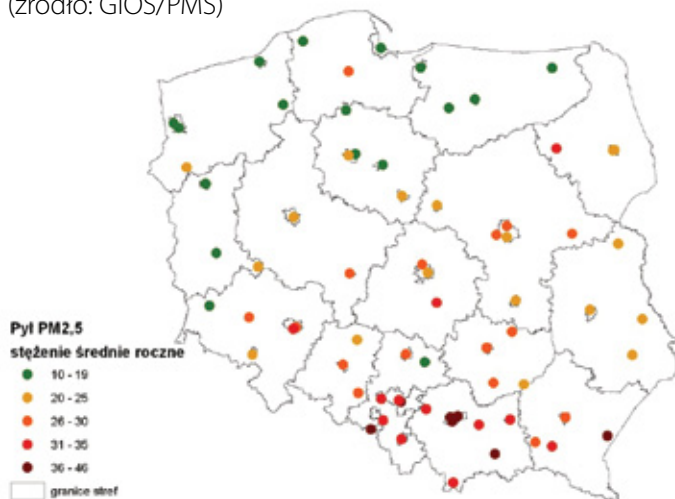 (źródło: GIOŚ/PMŚ)
Pył PM2,5
stężenie średnie roczne
10 - 19
20 - 25
26 - 30
31 - 35
36 - 46
granice stref